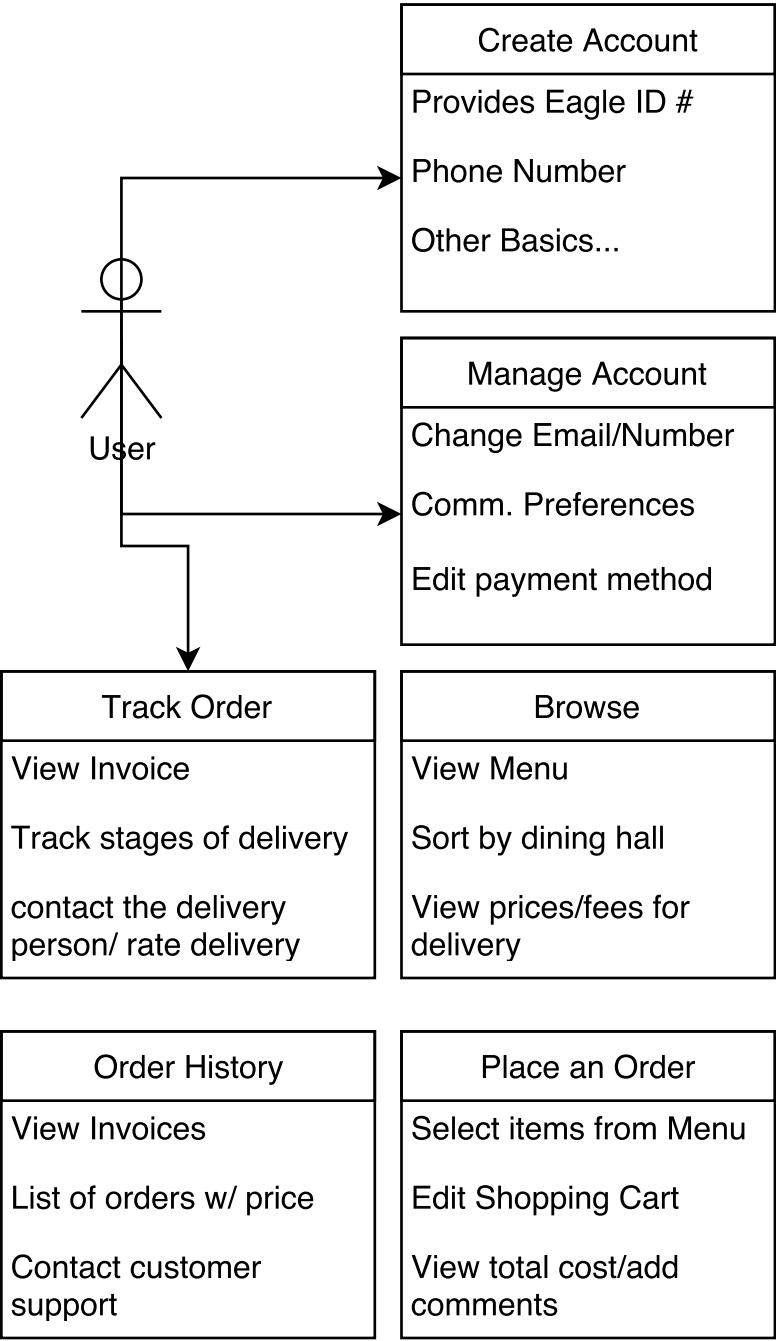 Create Account
Provides Eagle ID #
Phone Number
Other Basics...
User
Manage Account
Change Email/Number
Comm. Preferences
Edit payment method
Track Order
View Invoice
Track stages of delivery
contact the delivery
person/ rate delivery
Browse
View Menu
Sort by dining hall
View prices/fees for
delivery
Order History
View Invoices
List of orders w/ price
Contact customer
support
Place an Order
Select items from Menu
Edit Shopping Cart
View total cost/add
comments